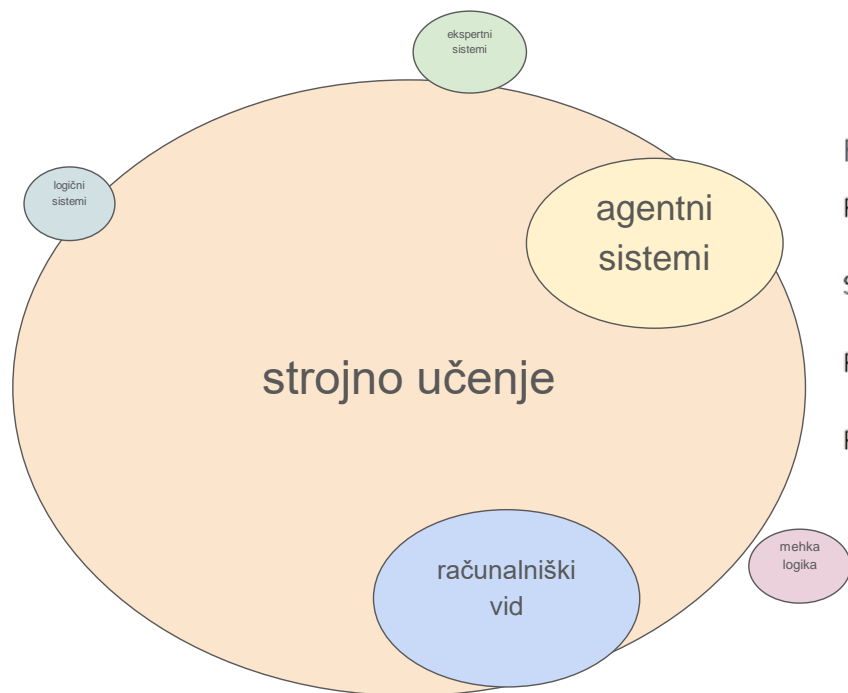 ekspertni
sistemi
logični
sistemi
agentni
sistemi
strojno učenje
računalniški
vid
mehka
logika